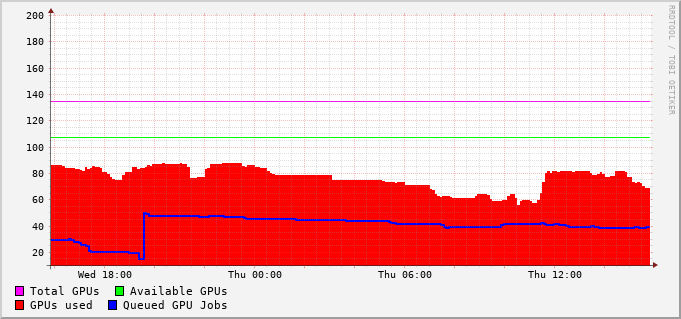 200
180
160
140
120
100
80
60
40
20
Wed 18:00 Thu 00:00 Thu 06:00 Thu 12:00
Total GPUs Available GPUs
GPUs used Queued GPU Jobs
RRDTOOL / TOBI OETIKER